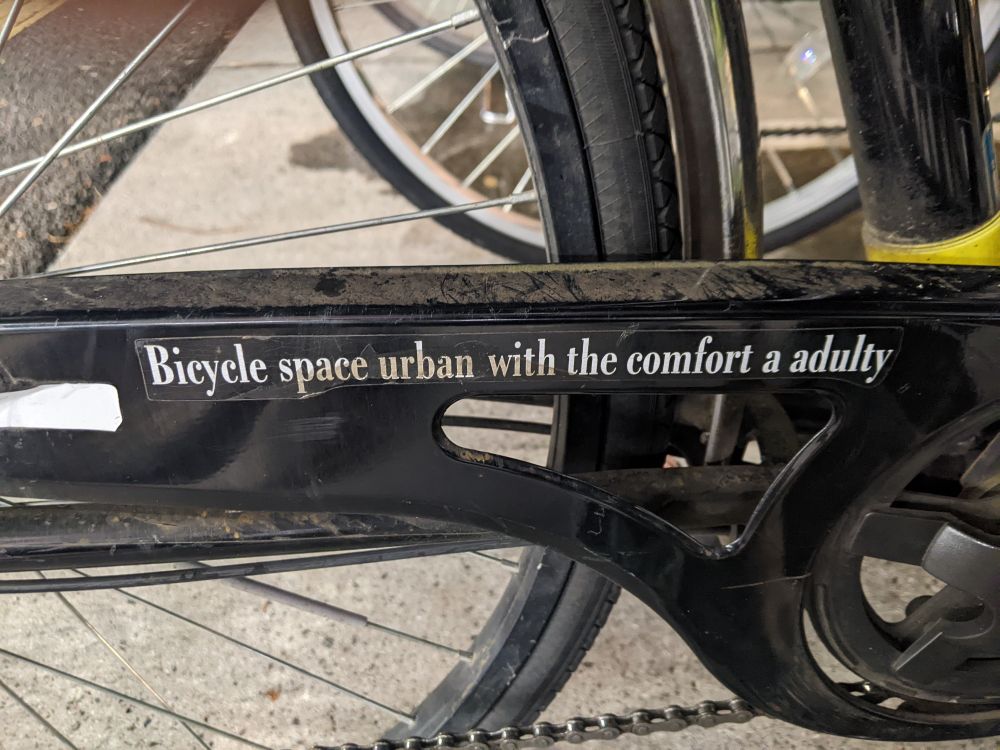 Bicycle space urban with the comfort a adulty